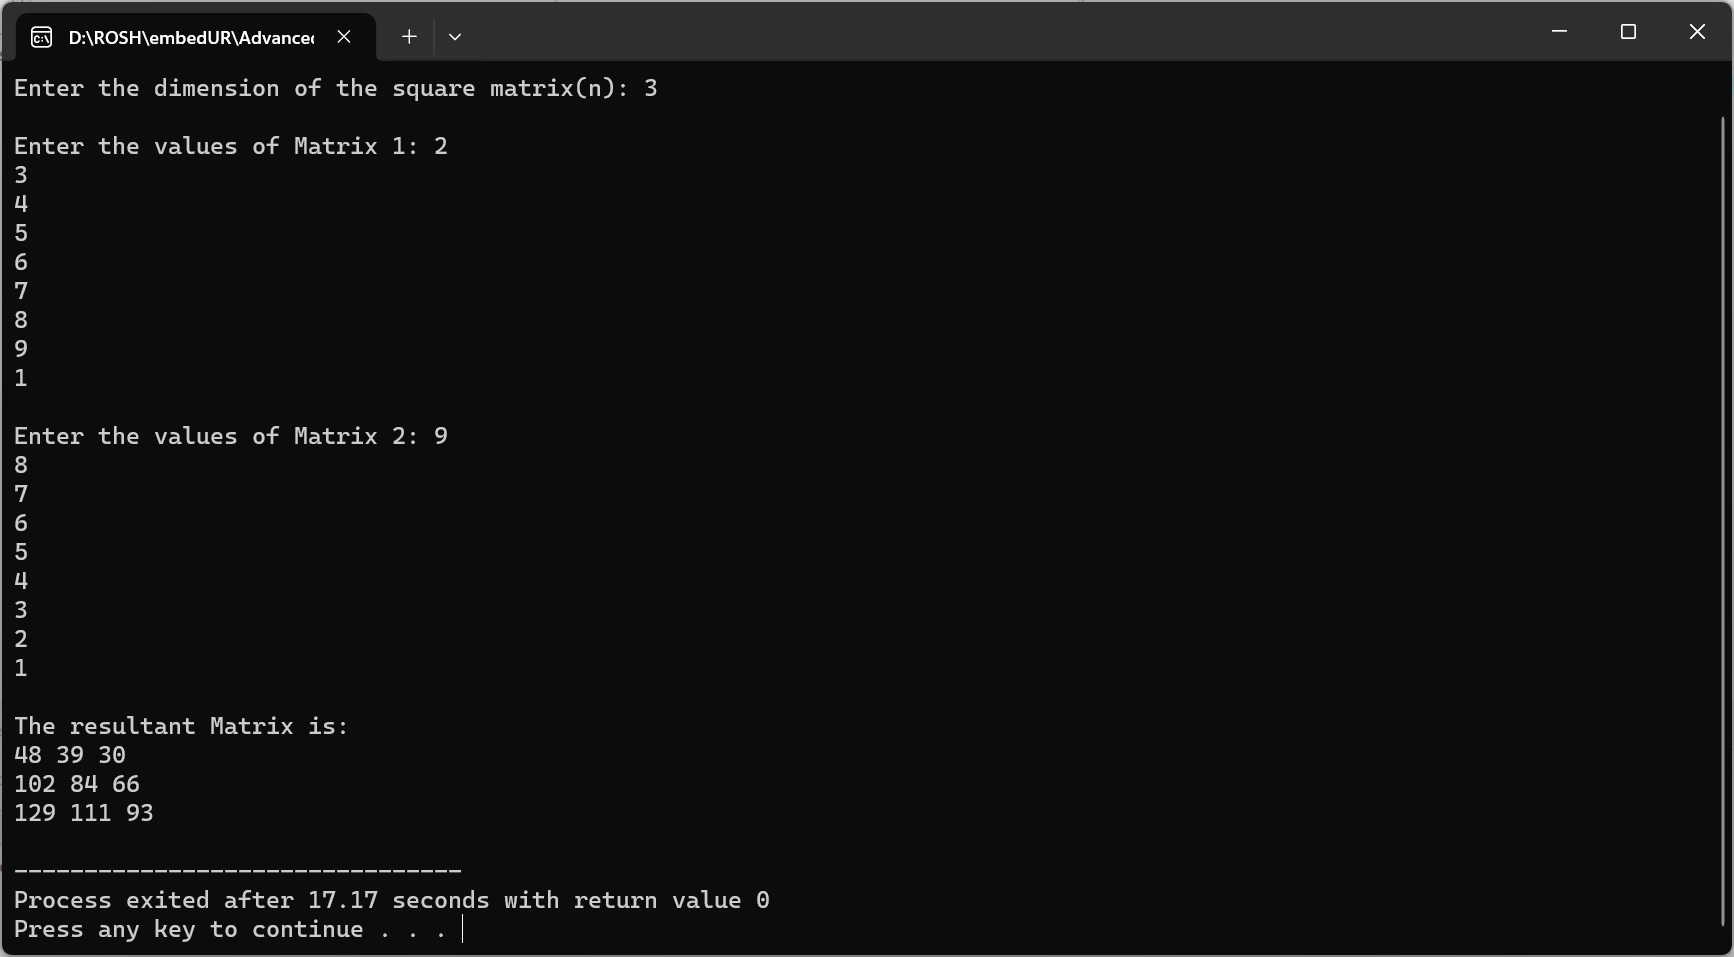 D:\ROSH\embedUR\Advanced
Enter the dimension of the square matrix(n): 3
Enter the values of Matrix 1: 2
3
4
5
6
7
8
9
1
Enter the values of Matrix 2: 9
8
7
6
5
4
3
2
1
The resultant Matrix is:
48 39 30
102 84 66
129 111 93
--------------------------------
Process exited after 17.17 seconds with return value 0
Press any key to continue . . .